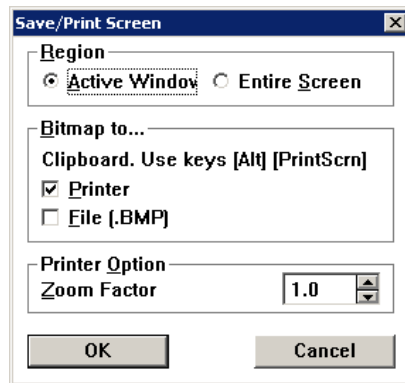 Save/Print Screen
Region
Active Window Entire Screen
Bitmap to...
Clipboard. Use keys [Alt] [PrintScrn]
Printer
File (.BMP)
Printer Option
Zoom Factor 1.0
OK Cancel